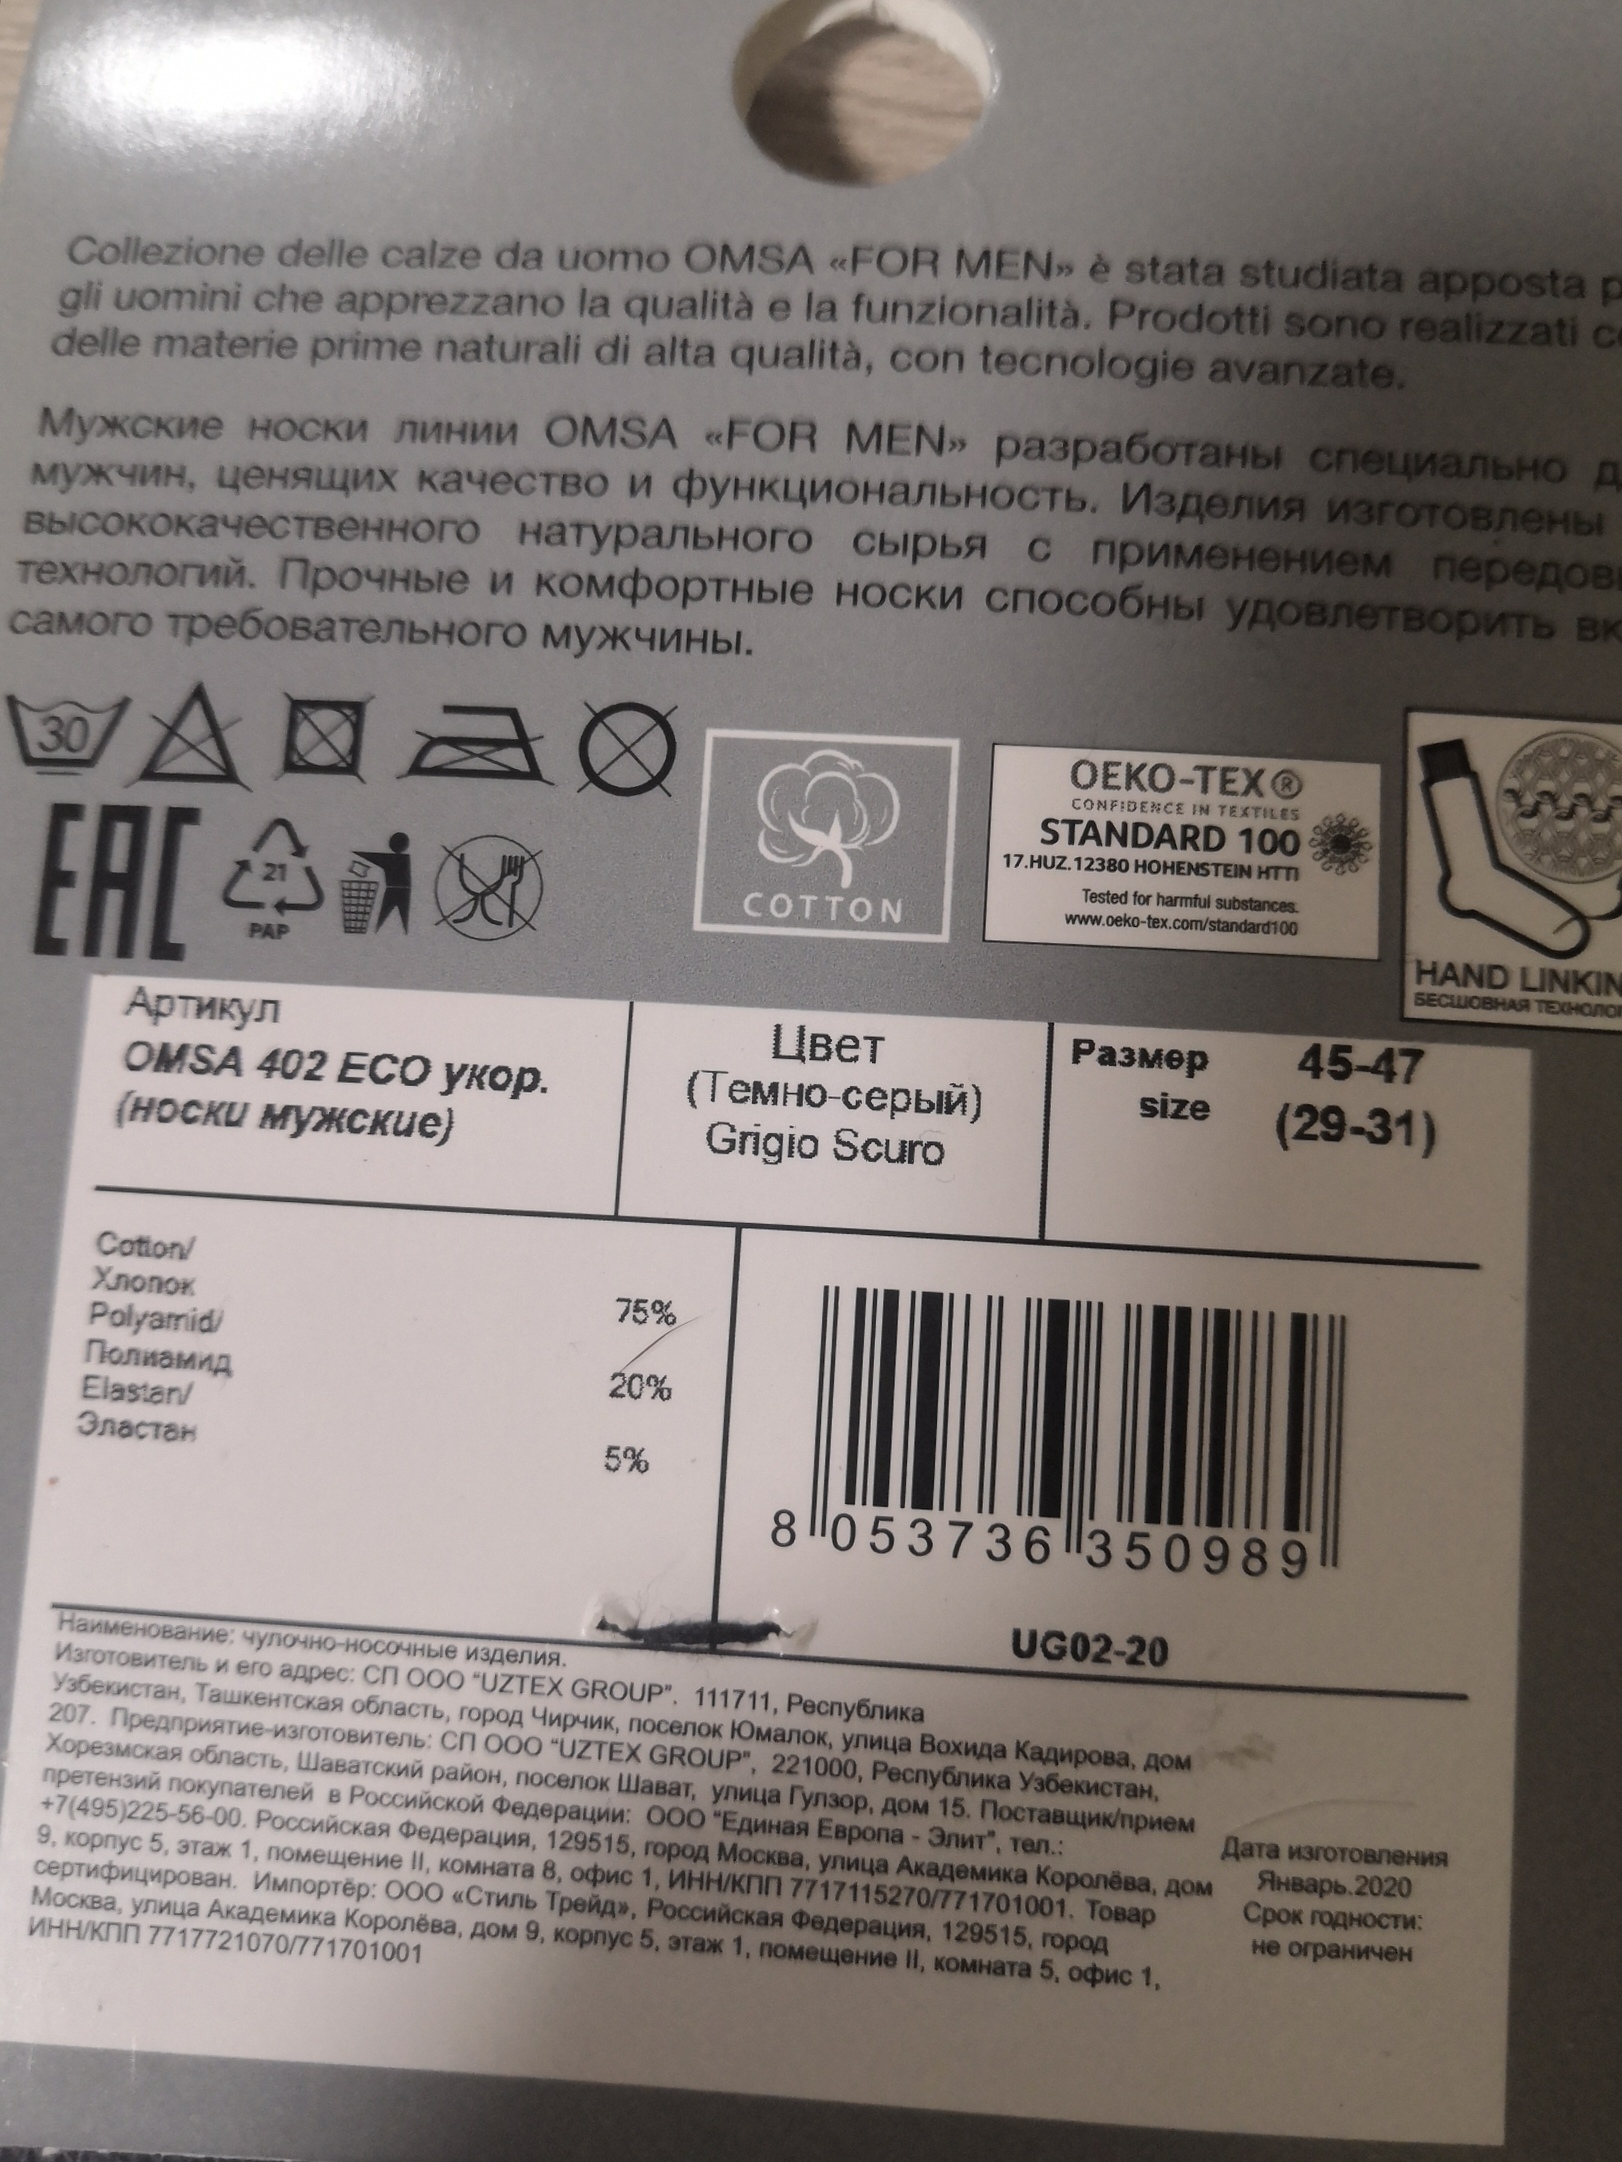 Collezione delle calze da uomo OMSA «FOR MEN» è stata studiata apposta
gli uomini che apprezzano la qualità e la funzionalità. Prodotti sono realizzati
delle materie prime naturali di alta qualità, con tecnologie avanzate.
Мужские носки линии OMSA «FOR MEN» разработаны специально
мужчин, ценящих качество и функциональность. Изделия изготовлены
высококачественного натурального сырья с применением
технологий. Прочные и комфортные носки способны удовлетворить
самого требовательного мужчины.
30
EAC
21
PAP
COTTON
OEKO-TEX®
CONFIDENCE IN TEXTILES
STANDARD 100
17.HUZ.12380 HOHENSTEIN HTTI
Tested for harmful substances.
www.oeko-tex.com/standard100
HAND
БЕСШОВНАЯ
Артикул
OMSA 402 ECO укор.
(носки мужские)
Цвет
(Темно-серый)
Grigio Scuro
Размер 45-47
size (29-31)
Cotton/
Хлопок 75%
Polyamid/
Полиамид 20%
Elastan/
Эластан 5%
8 053736 350989
UG02-20
Наименование: чулочно-носочные изделия.
Изготовитель и его адрес: СП ООО "UZTEX GROUP". 111711, Республика
Узбекистан, Ташкентская область, город Чирчик, поселок Юмалок, улица Вохида Кадирова, дом
207. Предприятие-изготовитель: СП ООО "UZTEX GROUP", 221000, Республика Узбекистан,
Хорезмская область, Шаватский район, поселок Шават, улица Гулзор, дом 15. Поставщик/прием
претензий покупателей в Российской Федерации: ООО "Единая Европа - Элит", тел.:
+7(495)225-56-00. Российская Федерация, 129515, город Москва, улица Академика Королёва, дом
9, корпус 5, этаж 1, помещение II, комната 8, офис 1, ИНН/КПП 7717115270/771701001. Товар
сертифицирован. Импортёр: ООО «Стиль Трейд», Российская Федерация, 129515, город
Москва, улица Академика Королёва, дом 9, корпус 5, этаж 1, помещение II, комната 5, офис 1,
ИНН/КПП 7717721070/771701001
Дата изготовления
Январь.2020
Срок годности:
не ограничен